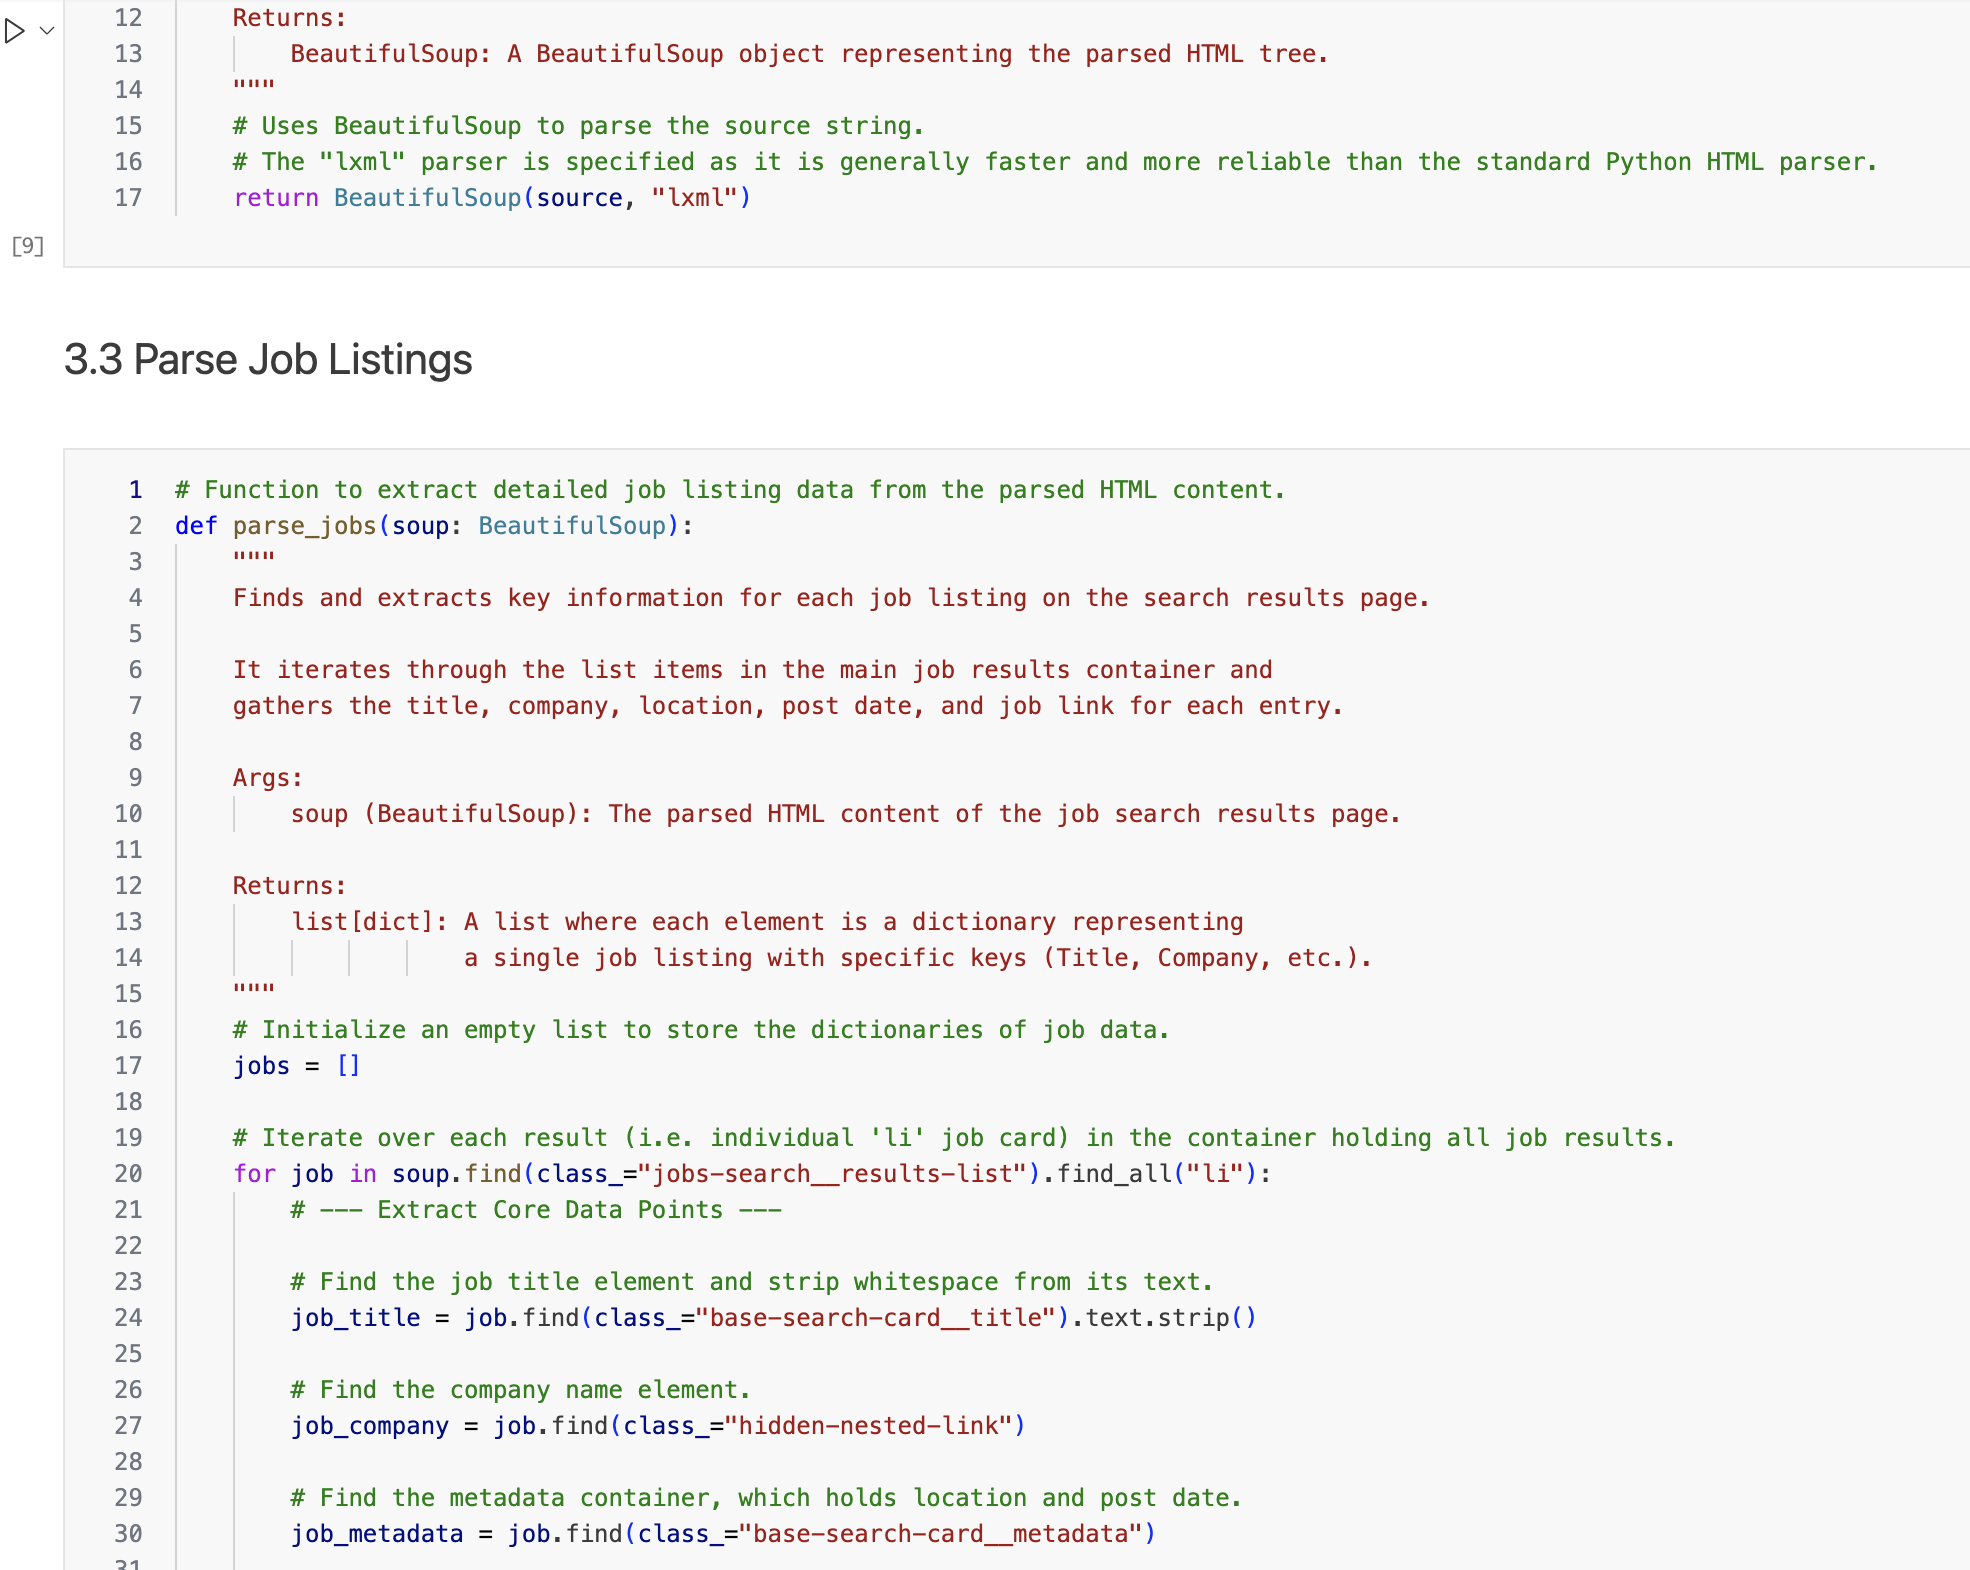 12 Returns:
13 BeautifulSoup: A BeautifulSoup object representing the parsed HTML tree.
14 """
15 # Uses BeautifulSoup to parse the source string.
16 # The "lxml" parser is specified as it is generally faster and more reliable than the standard Python HTML parser.
17 return BeautifulSoup(source, "lxml")
[9]
3.3 Parse Job Listings
1 # Function to extract detailed job listing data from the parsed HTML content.
2 def parse_jobs(soup: BeautifulSoup):
3 """
4 Finds and extracts key information for each job listing on the search results page.
5
6 It iterates through the list items in the main job results container and
7 gathers the title, company, location, post date, and job link for each entry.
8
9 Args:
10 soup (BeautifulSoup): The parsed HTML content of the job search results page.
11
12 Returns:
13 list[dict]: A list where each element is a dictionary representing
14 a single job listing with specific keys (Title, Company, etc.).
15 """
16 # Initialize an empty list to store the dictionaries of job data.
17 jobs = []
18
19 # Iterate over each result (i.e. individual 'li' job card) in the container holding all job results.
20 for job in soup.find(class_="jobs-search__results-list").find_all("li"):
21 # --- Extract Core Data Points ---
22
23 # Find the job title element and strip whitespace from its text.
24 job_title = job.find(class_="base-search-card__title").text.strip()
25
26 # Find the company name element.
27 job_company = job.find(class_="hidden-nested-link")
28
29 # Find the metadata container, which holds location and post date.
30 job_metadata = job.find(class_="base-search-card__metadata")
31